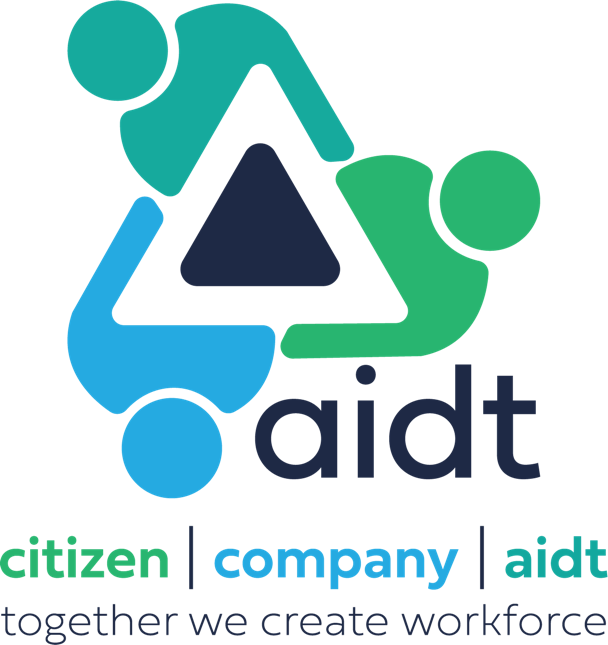 aidt
citizen | company | aidt
together we create workforce